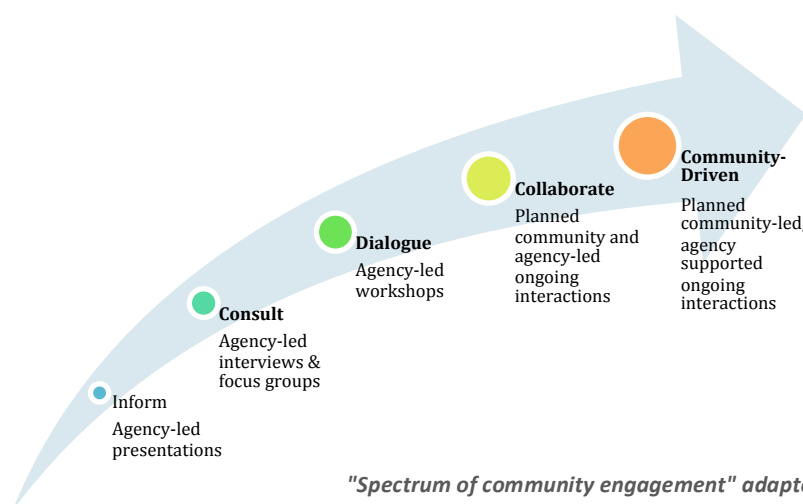 Community-
Driven
Planned
community-led,
agency
supported
ongoing
interactions
Collaborate
Planned
community and
agency-led
ongoing
interactions
Dialogue
Agency-led
workshops
Consult
Agency-led
interviews &
focus groups
Inform
Agency-led
presentations
"Spectrum of community engagement" adapt